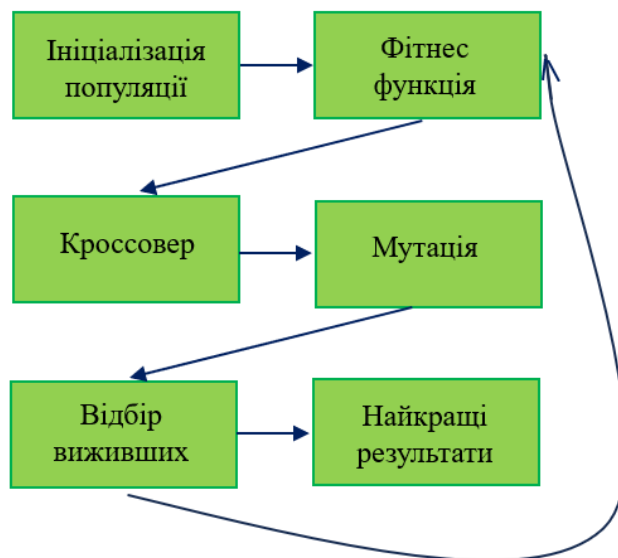 Ініціалізація
популяції
Фітнес
функція
Кроссовер
Мутація
Відбір
виживших
Найкращі
результати